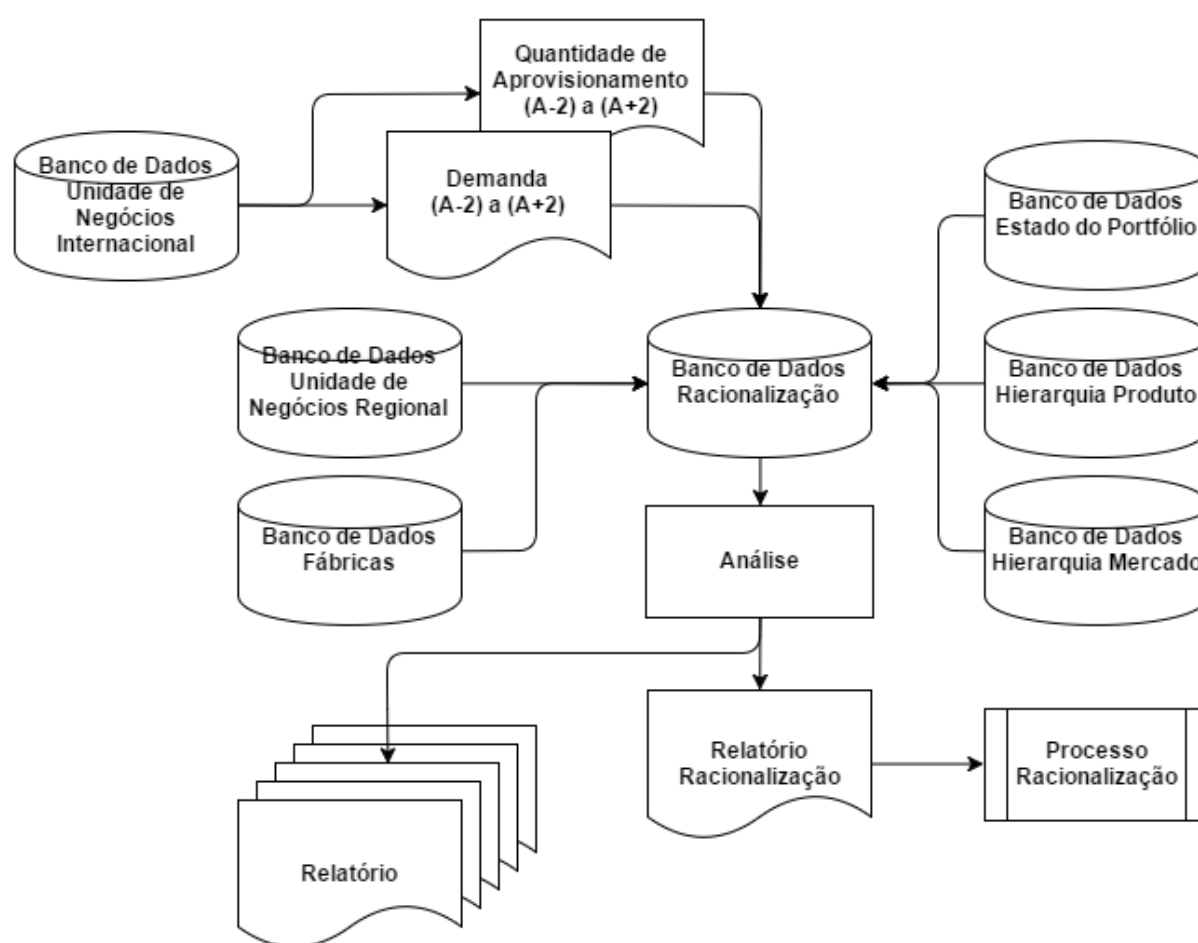 Quantidade de
Aprovisionamento
(A-2) a (A+2)
Banco de Dados
Unidade de
Negócios
Internacional
Demanda
(A-2) a (A+2)
Banco de Dados
Estado do Portfólio
Banco de Dados
Unidade de
Negócios Regional
Banco de Dados
Racionalização
Banco de Dados
Hierarquia Produto
Banco de Dados
Fábricas
Análise
Banco de Dados
Hierarquia Mercado
Relatório
Racionalização
Processo
Racionalização
Relatório